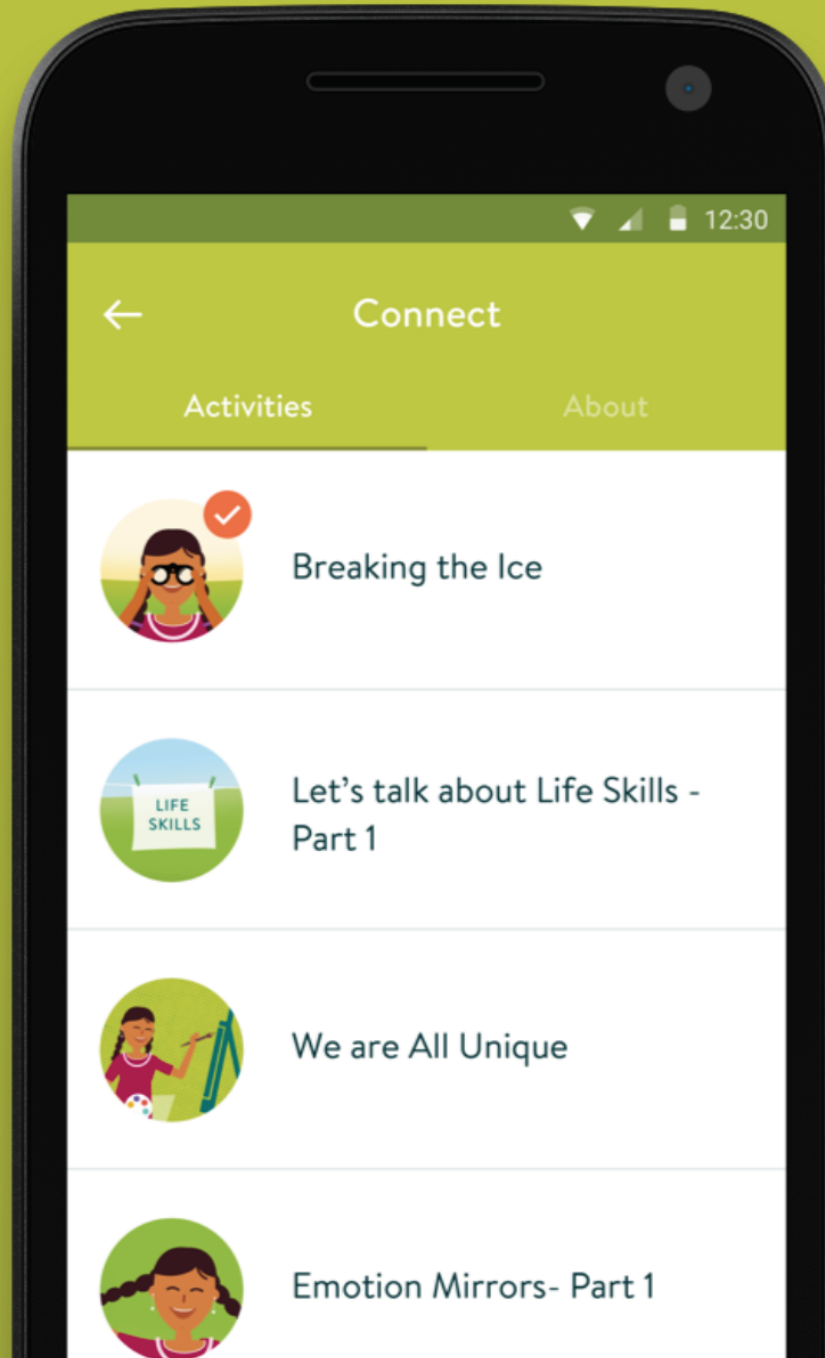 12:30
Connect
Activities
About
Breaking the Ice
LIFE
SKILLS
Let's talk about Life Skills -
Part 1
We are All Unique
Emotion Mirrors- Part 1